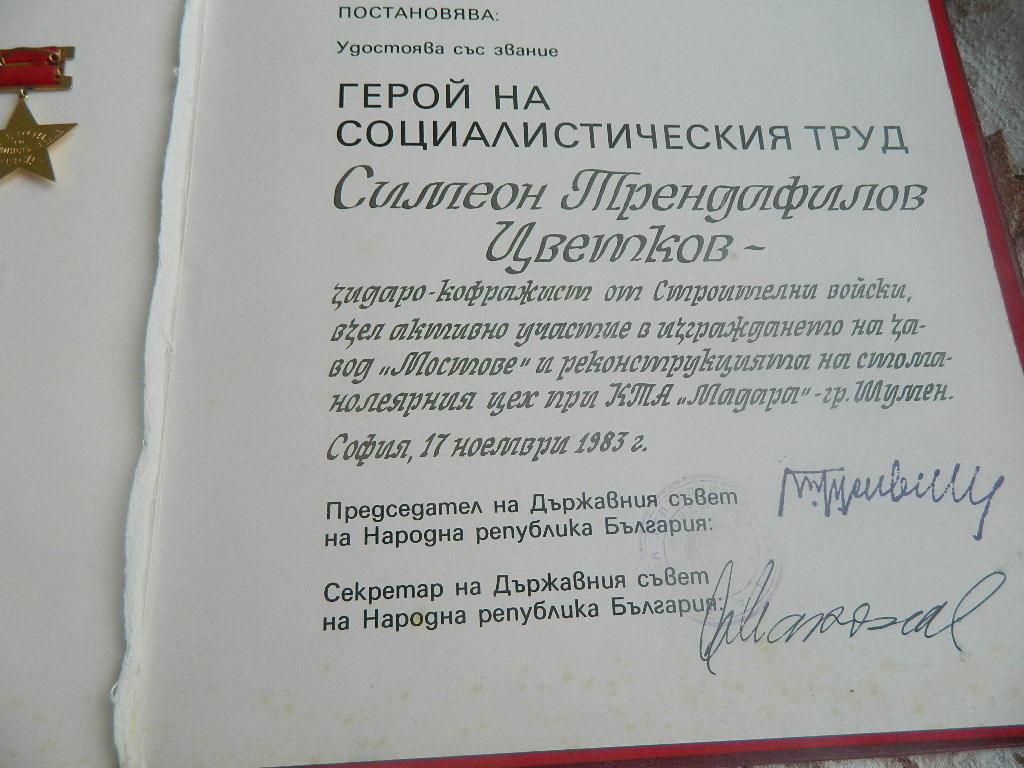 ПОСТАНОВЯВА:
Удостоява със звание
ГЕРОЙ НА
СОЦИАЛИСТИЧЕСКИЯ ТРУД
Симеон Трендафилов
Цветков -
зидаро-кофражист от Строителни войски,
взел активно участие в изграждането на за-
вод „Мостове" и реконструкцията на стома-
нолеярния цех при КТА „Мадара"-гр. Шумен.
София, 17 ноември 1983 г.
Председател на Държавния съвет
на Народна република България:
Секретар на Държавния съвет
на Народна република България: